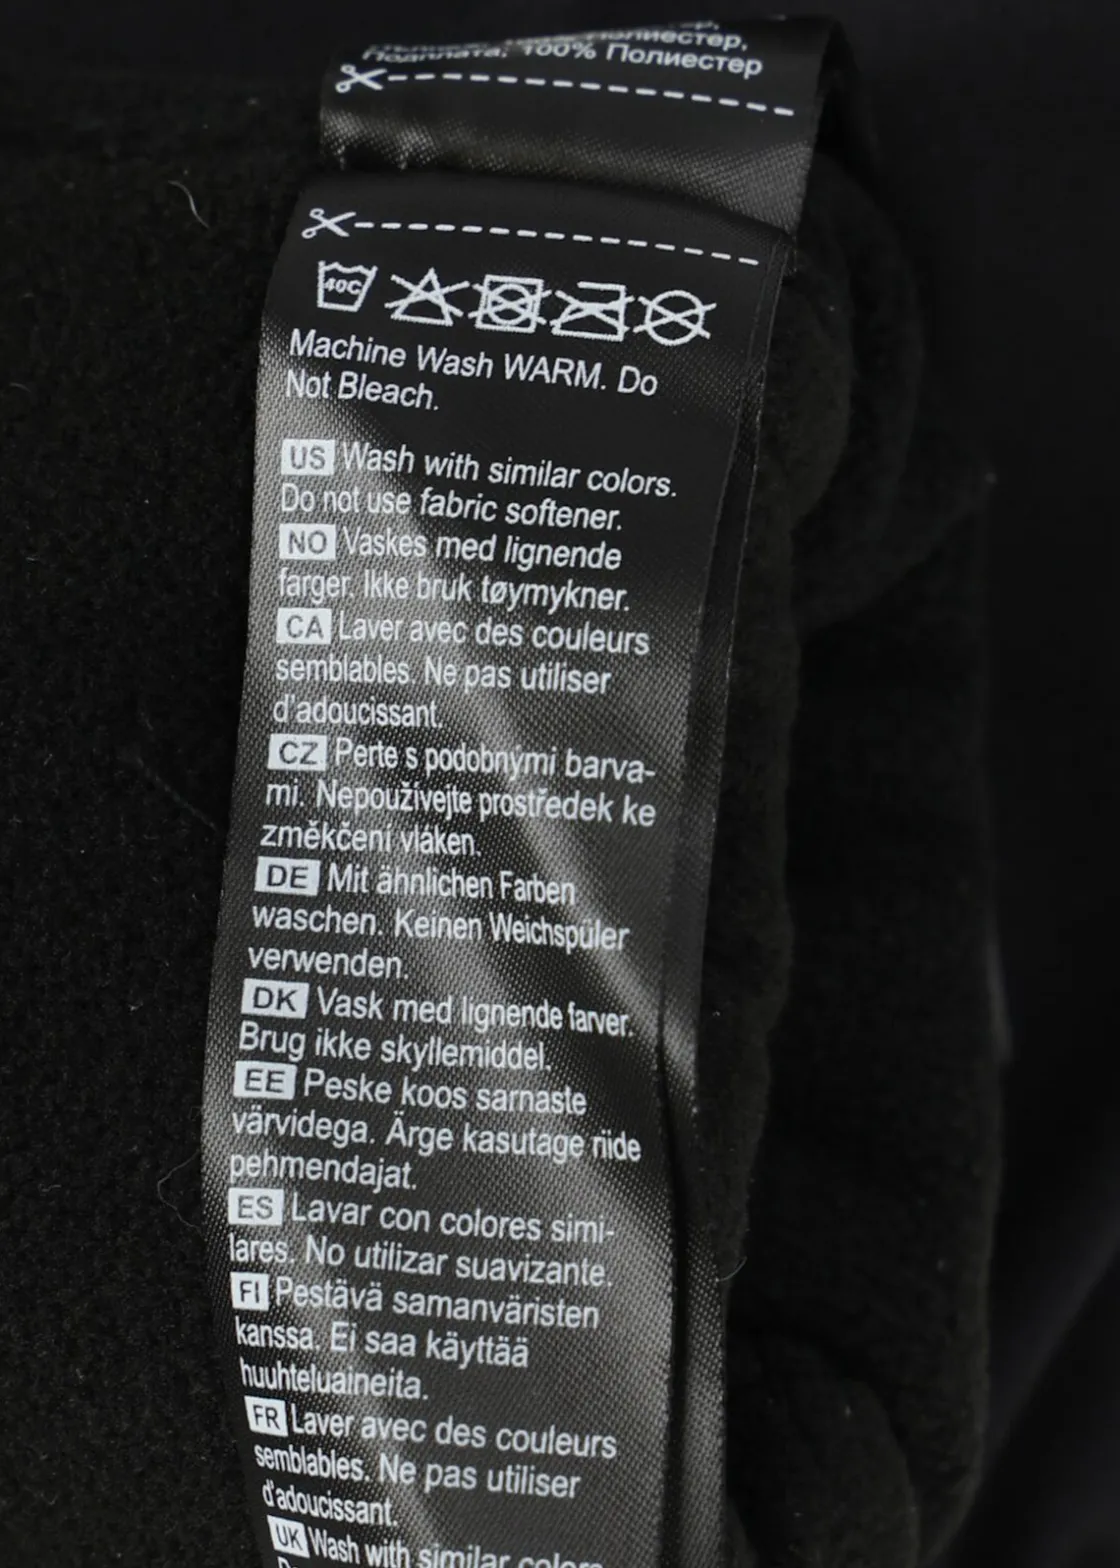 100% Полиестер
40C
Machine Wash WARM. Do
Not Bleach.
US Wash with similar colors.
Do not use fabric softener.
NO Vaskes med lignende
farger. Ikke bruk tøymykner.
CA Laver avec des couleurs
semblables. Ne pas utiliser
d'adoucissant.
CZ Perte s podobnými barva-
mi. Nepoužívejte prostředek ke
změkčení vláken.
DE Mit ähnlichen Farben
waschen. Keinen Weichspüler
verwenden.
DK Vask med lignende farver.
Brug ikke skyllemiddel.
EE Peske koos samaste
värvidega. Ärge kasutage riide
pehmendajat.
ES Lavar con colores simi-
lares. No utilizar suavizante.
FI Pestävä samanväristen
kanssa. Ei saa käyttää
huuhteluaineita.
FR Laver avec des couleurs
semblables. Ne pas utiliser
d'adoucissant.
UK Wash with similar colors